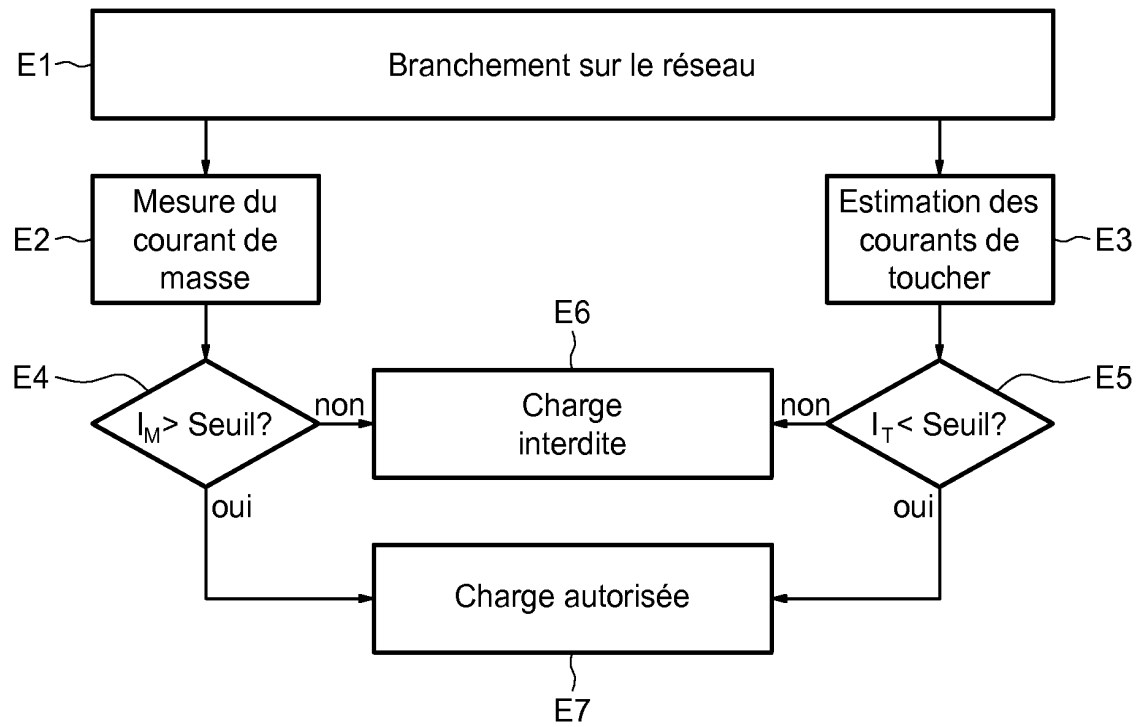 E1
Branchement sur le réseau
E2
Mesure du
courant de
masse
Estimation des
courants de
toucher
E3
E6
E4
I_M > Seuil?
non
Charge
interdite
non
I_T < Seuil?
E5
oui
oui
Charge autorisée
E7